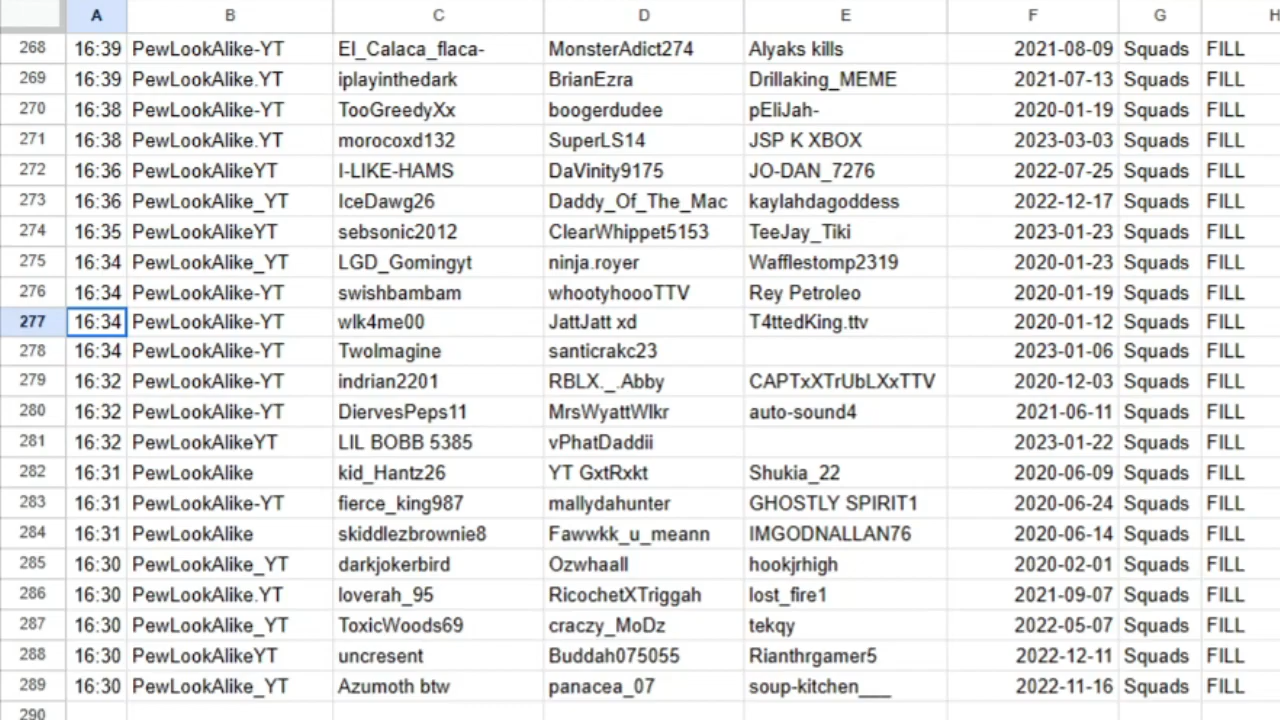 A B C D E F G H
268 16:39 PewLookAlike-YT El_Calaca_flaca- MonsterAdict274 Alyaks kills 2021-08-09 Squads FILL
269 16:39 PewLookAlike.YT iplayinthedark BrianEzra Drillaking_MEME 2021-07-13 Squads FILL
270 16:38 PewLookAlike-YT TooGreedyXx boogerdudee pEliJah- 2020-01-19 Squads FILL
271 16:38 PewLookAlike.YT morocoxd132 SuperLS14 JSP K XBOX 2023-03-03 Squads FILL
272 16:36 PewLookAlikeYT I-LIKE-HAMS DaVinity9175 JO-DAN_7276 2022-07-25 Squads FILL
273 16:36 PewLookAlike_YT IceDawg26 Daddy_Of_The_Mac kaylahdagoddess 2022-12-17 Squads FILL
274 16:35 PewLookAlikeYT sebsonic2012 ClearWhippet5153 TeeJay_Tiki 2023-01-23 Squads FILL
275 16:34 PewLookAlike_YT LGD_Gomingyt ninja.royer Wafflestomp2319 2020-01-23 Squads FILL
276 16:34 PewLookAlike-YT swishbambam whootyhoooTTV Rey Petroleo 2020-01-19 Squads FILL
277 16:34 PewLookAlike-YT wlk4me00 JattJatt xd T4ttedKing.ttv 2020-01-12 Squads FILL
278 16:34 PewLookAlike-YT TwoImagine santicrakc23 2023-01-06 Squads FILL
279 16:32 PewLookAlike-YT indrian2201 RBLX._.Abby CAPTxXTrUbLXxTTV 2020-12-03 Squads FILL
280 16:32 PewLookAlike-YT DiervesPeps11 MrsWyattWlkr auto-sound4 2021-06-11 Squads FILL
281 16:32 PewLookAlikeYT LIL BOBB 5385 vPhatDaddii 2023-01-22 Squads FILL
282 16:31 PewLookAlike kid_Hantz26 YT GxtRxkt Shukia_22 2020-06-09 Squads FILL
283 16:31 PewLookAlike-YT fierce_king987 mallydahunter GHOSTLY SPIRIT1 2020-06-24 Squads FILL
284 16:31 PewLookAlike skiddlezbrownie8 Fawwkk_u_meann IMGODNALLAN76 2020-06-14 Squads FILL
285 16:30 PewLookAlike_YT darkjokerbird Ozwhaall hookjrhigh 2020-02-01 Squads FILL
286 16:30 PewLookAlike.YT loverah_95 RicochetXTriggah lost_fire1 2021-09-07 Squads FILL
287 16:30 PewLookAlike_YT ToxicWoods69 craczy_MoDz tekqy 2022-05-07 Squads FILL
288 16:30 PewLookAlikeYT uncresent Buddah075055 Rianthrgamer5 2022-12-11 Squads FILL
289 16:30 PewLookAlike_YT Azumoth btw panacea_07 soup-kitchen___ 2022-11-16 Squads FILL
290